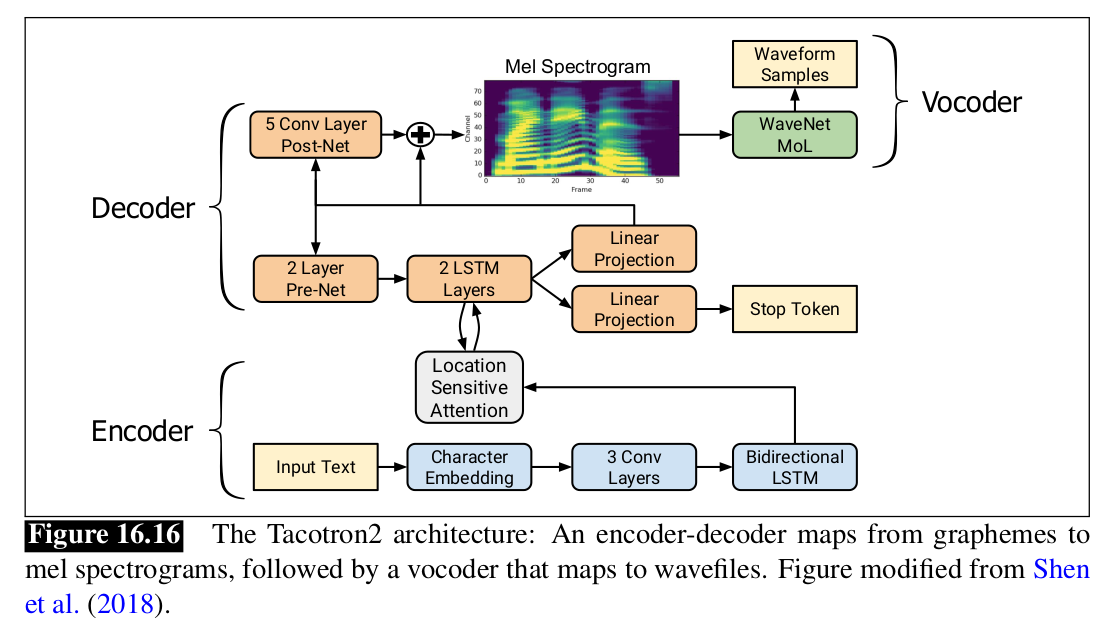 Mel Spectrogram
70
60
50
40
30
20
10
0
Channel
0 10 20 30 40 50
Frame
Waveform
Samples
WaveNet
MoL
Vocoder
5 Conv Layer
Post-Net
Decoder
2 Layer
Pre-Net
2 LSTM
Layers
Linear
Projection
Linear
Projection
Stop Token
Location
Sensitive
Attention
Encoder
Input Text
Character
Embedding
3 Conv
Layers
Bidirectional
LSTM
Figure 16.16 The Tacotron2 architecture: An encoder-decoder maps from graphemes to
mel spectrograms, followed by a vocoder that maps to wavefiles. Figure modified from Shen
et al. (2018).